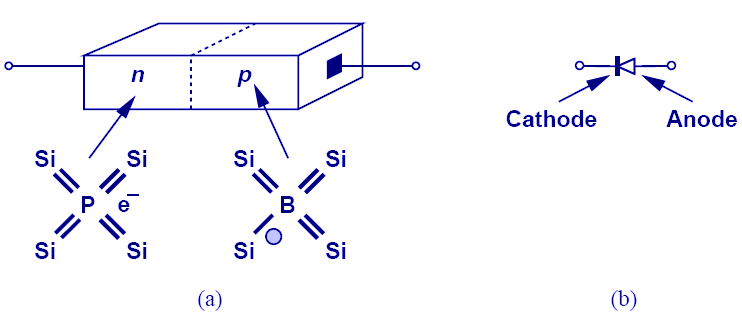 n p
Cathode Anode
Si Si Si Si
P e– B
Si Si Si Si
(a) (b)